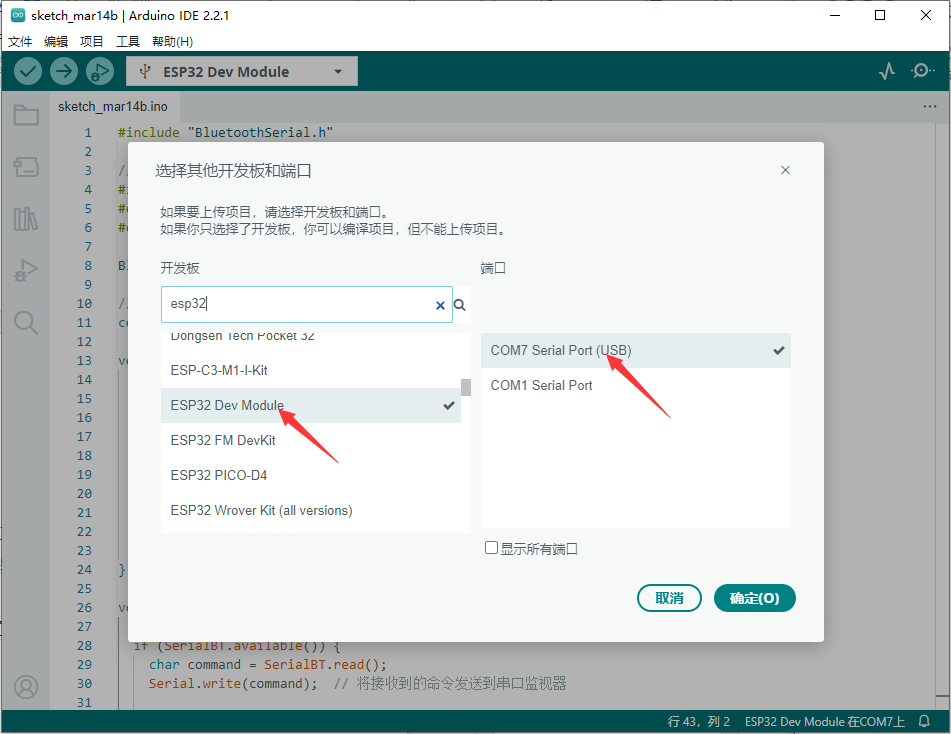 sketch_mar14b | Arduino IDE 2.2.1
文件 编辑 项目 工具 帮助(H)
ESP32 Dev Module
sketch_mar14b.ino
1 #include "BluetoothSerial.h"
2
3 //
4 #
5 #
6 #
7
8 B
9
10 //
11 co
12
13 vo
14
15
16
17
18
19
20
21
22
23
24 }
25
26 vo
27
28 if (SerialBT.available()) {
29 char command = SerialBT.read();
30 Serial.write(command); // 将接收到的命令发送到串口监视器
31
选择其他开发板和端口
如果要上传项目，请选择开发板和端口。
如果你只选择了开发板，你可以编译项目，但不能上传项目。
开发板
esp32
Dongsen Tech Pocket 32
ESP-C3-M1-I-Kit
ESP32 Dev Module
ESP32 FM DevKit
ESP32 PICO-D4
ESP32 Wrover Kit (all versions)
端口
COM7 Serial Port (USB)
COM1 Serial Port
显示所有端口
取消 确定(O)
行 43，列 2 ESP32 Dev Module 在COM7上